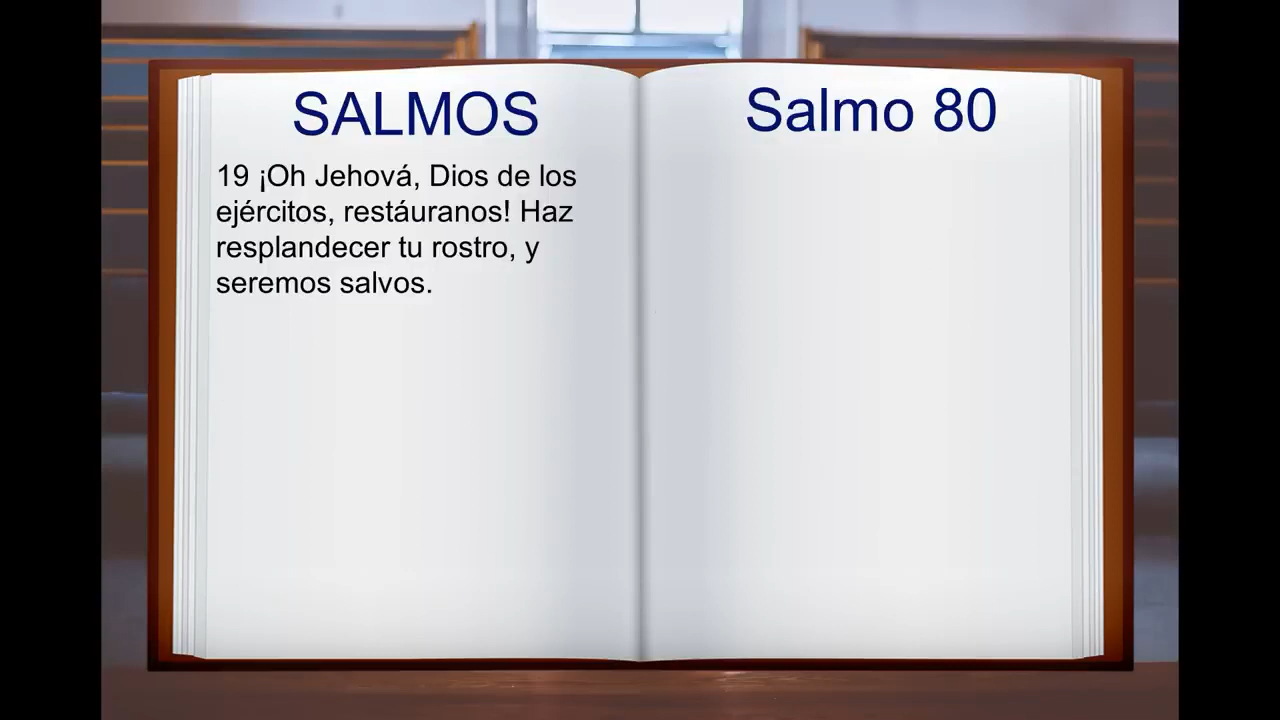 SALMOS
19 ¡Oh Jehová, Dios de los
ejércitos, restáuranos! Haz
resplandecer tu rostro, y
seremos salvos.
Salmo 80